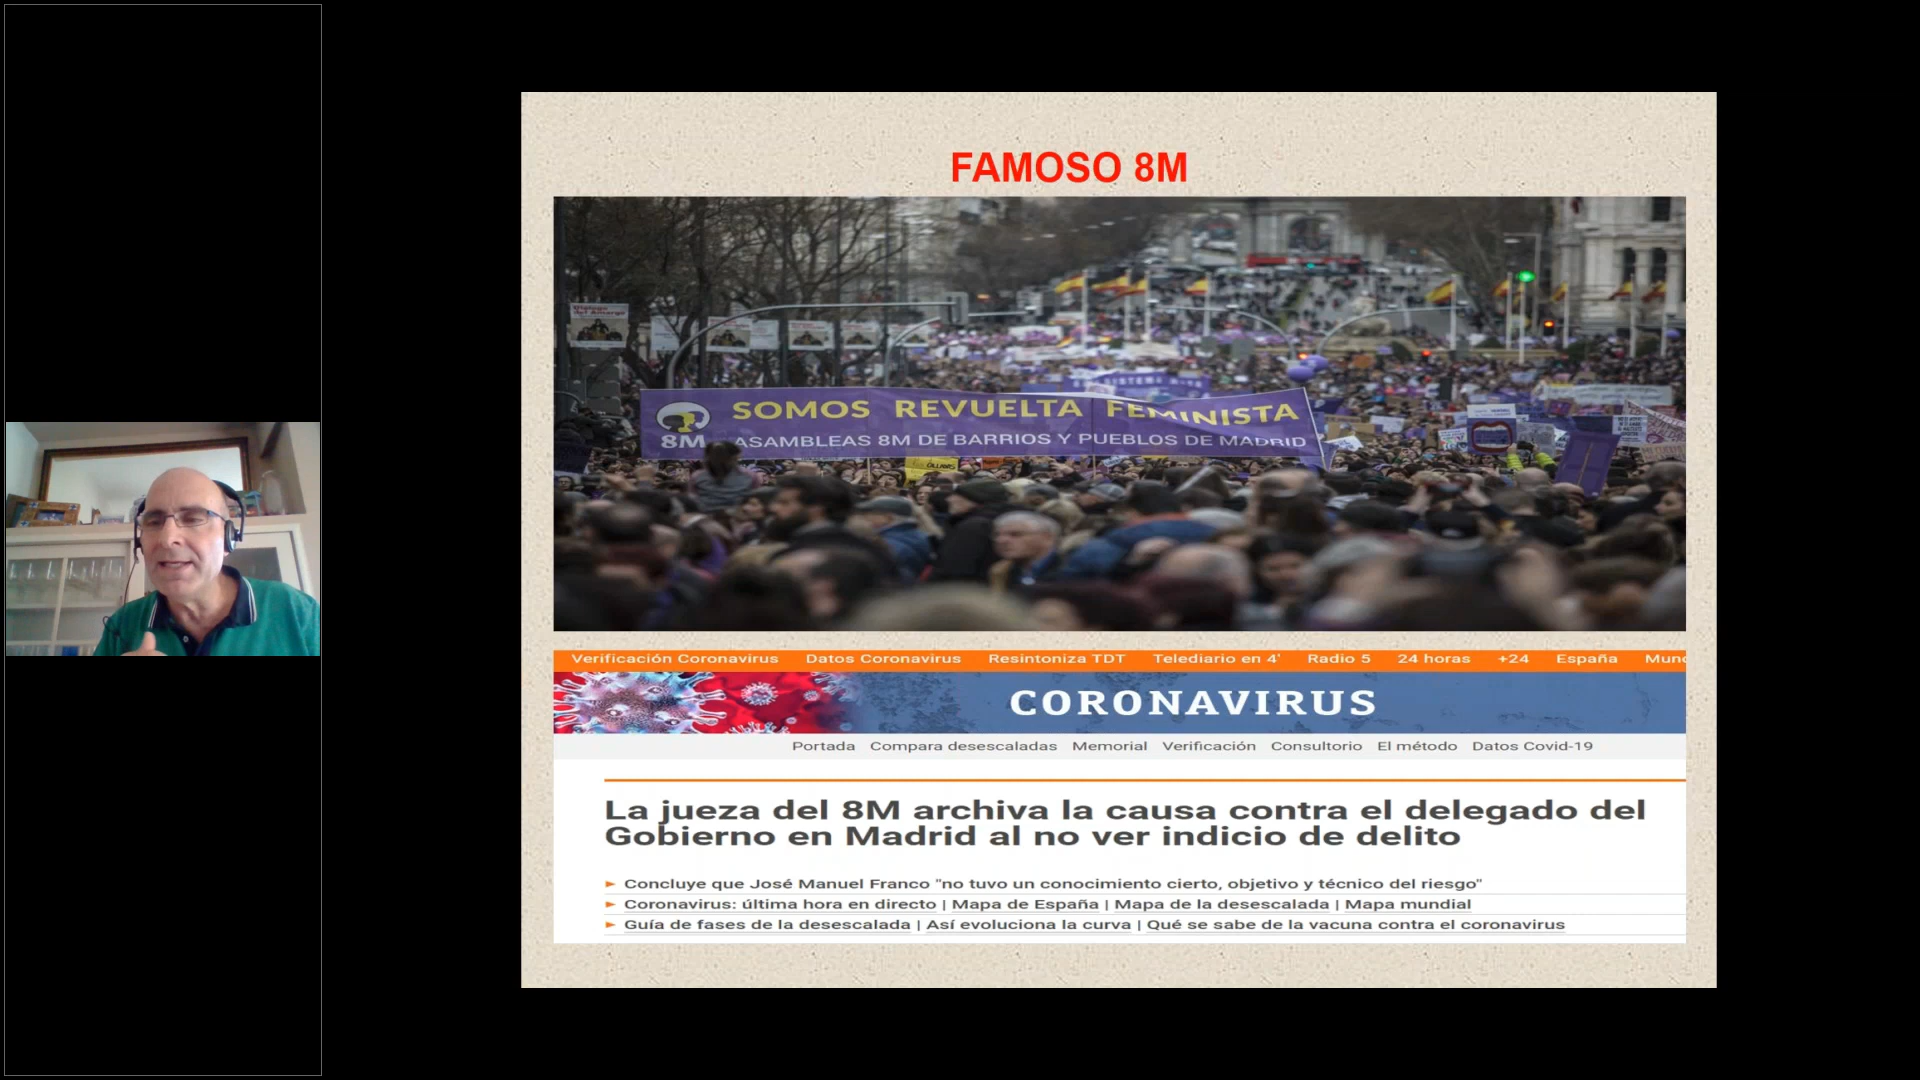 FAMOSO 8M
SOMOS REVUELTA FEMINISTA
8M ASAMBLEAS 8M DE BARRIOS Y PUEBLOS DE MADRID
Verificación Coronavirus Datos Coronavirus Resintoniza TDT Telediario en 4' Radio 5 24 horas +24 España
CORONAVIRUS
Portada Compara desescaladas Memorial Verificación Consultorio El método Datos Covid-19
La jueza del 8M archiva la causa contra el delegado del
Gobierno en Madrid al no ver indicio de delito
► Concluye que José Manuel Franco "no tuvo un conocimiento cierto, objetivo y técnico del riesgo"
► Coronavirus: última hora en directo | Mapa de España | Mapa de la desescalada | Mapa mundial
► Guía de fases de la desescalada | Así evoluciona la curva | Qué se sabe de la vacuna contra el coronavirus